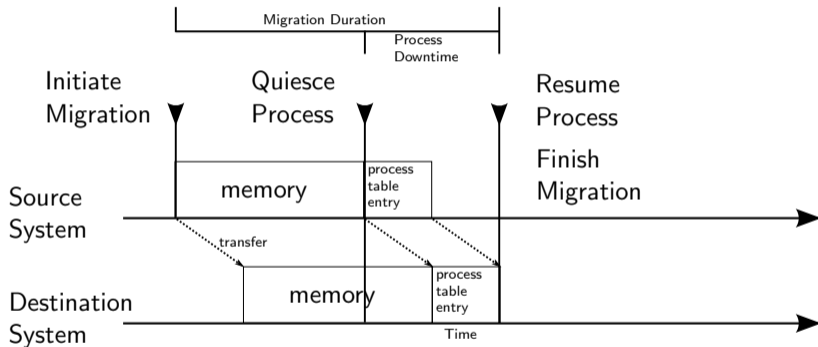 Migration Duration
Process
Downtime
Initiate
Migration
Quiesce
Process
Resume
Process
Finish
Migration
Source
System
memory
process
table
entry
transfer
Destination
System
memory
process
table
entry
Time